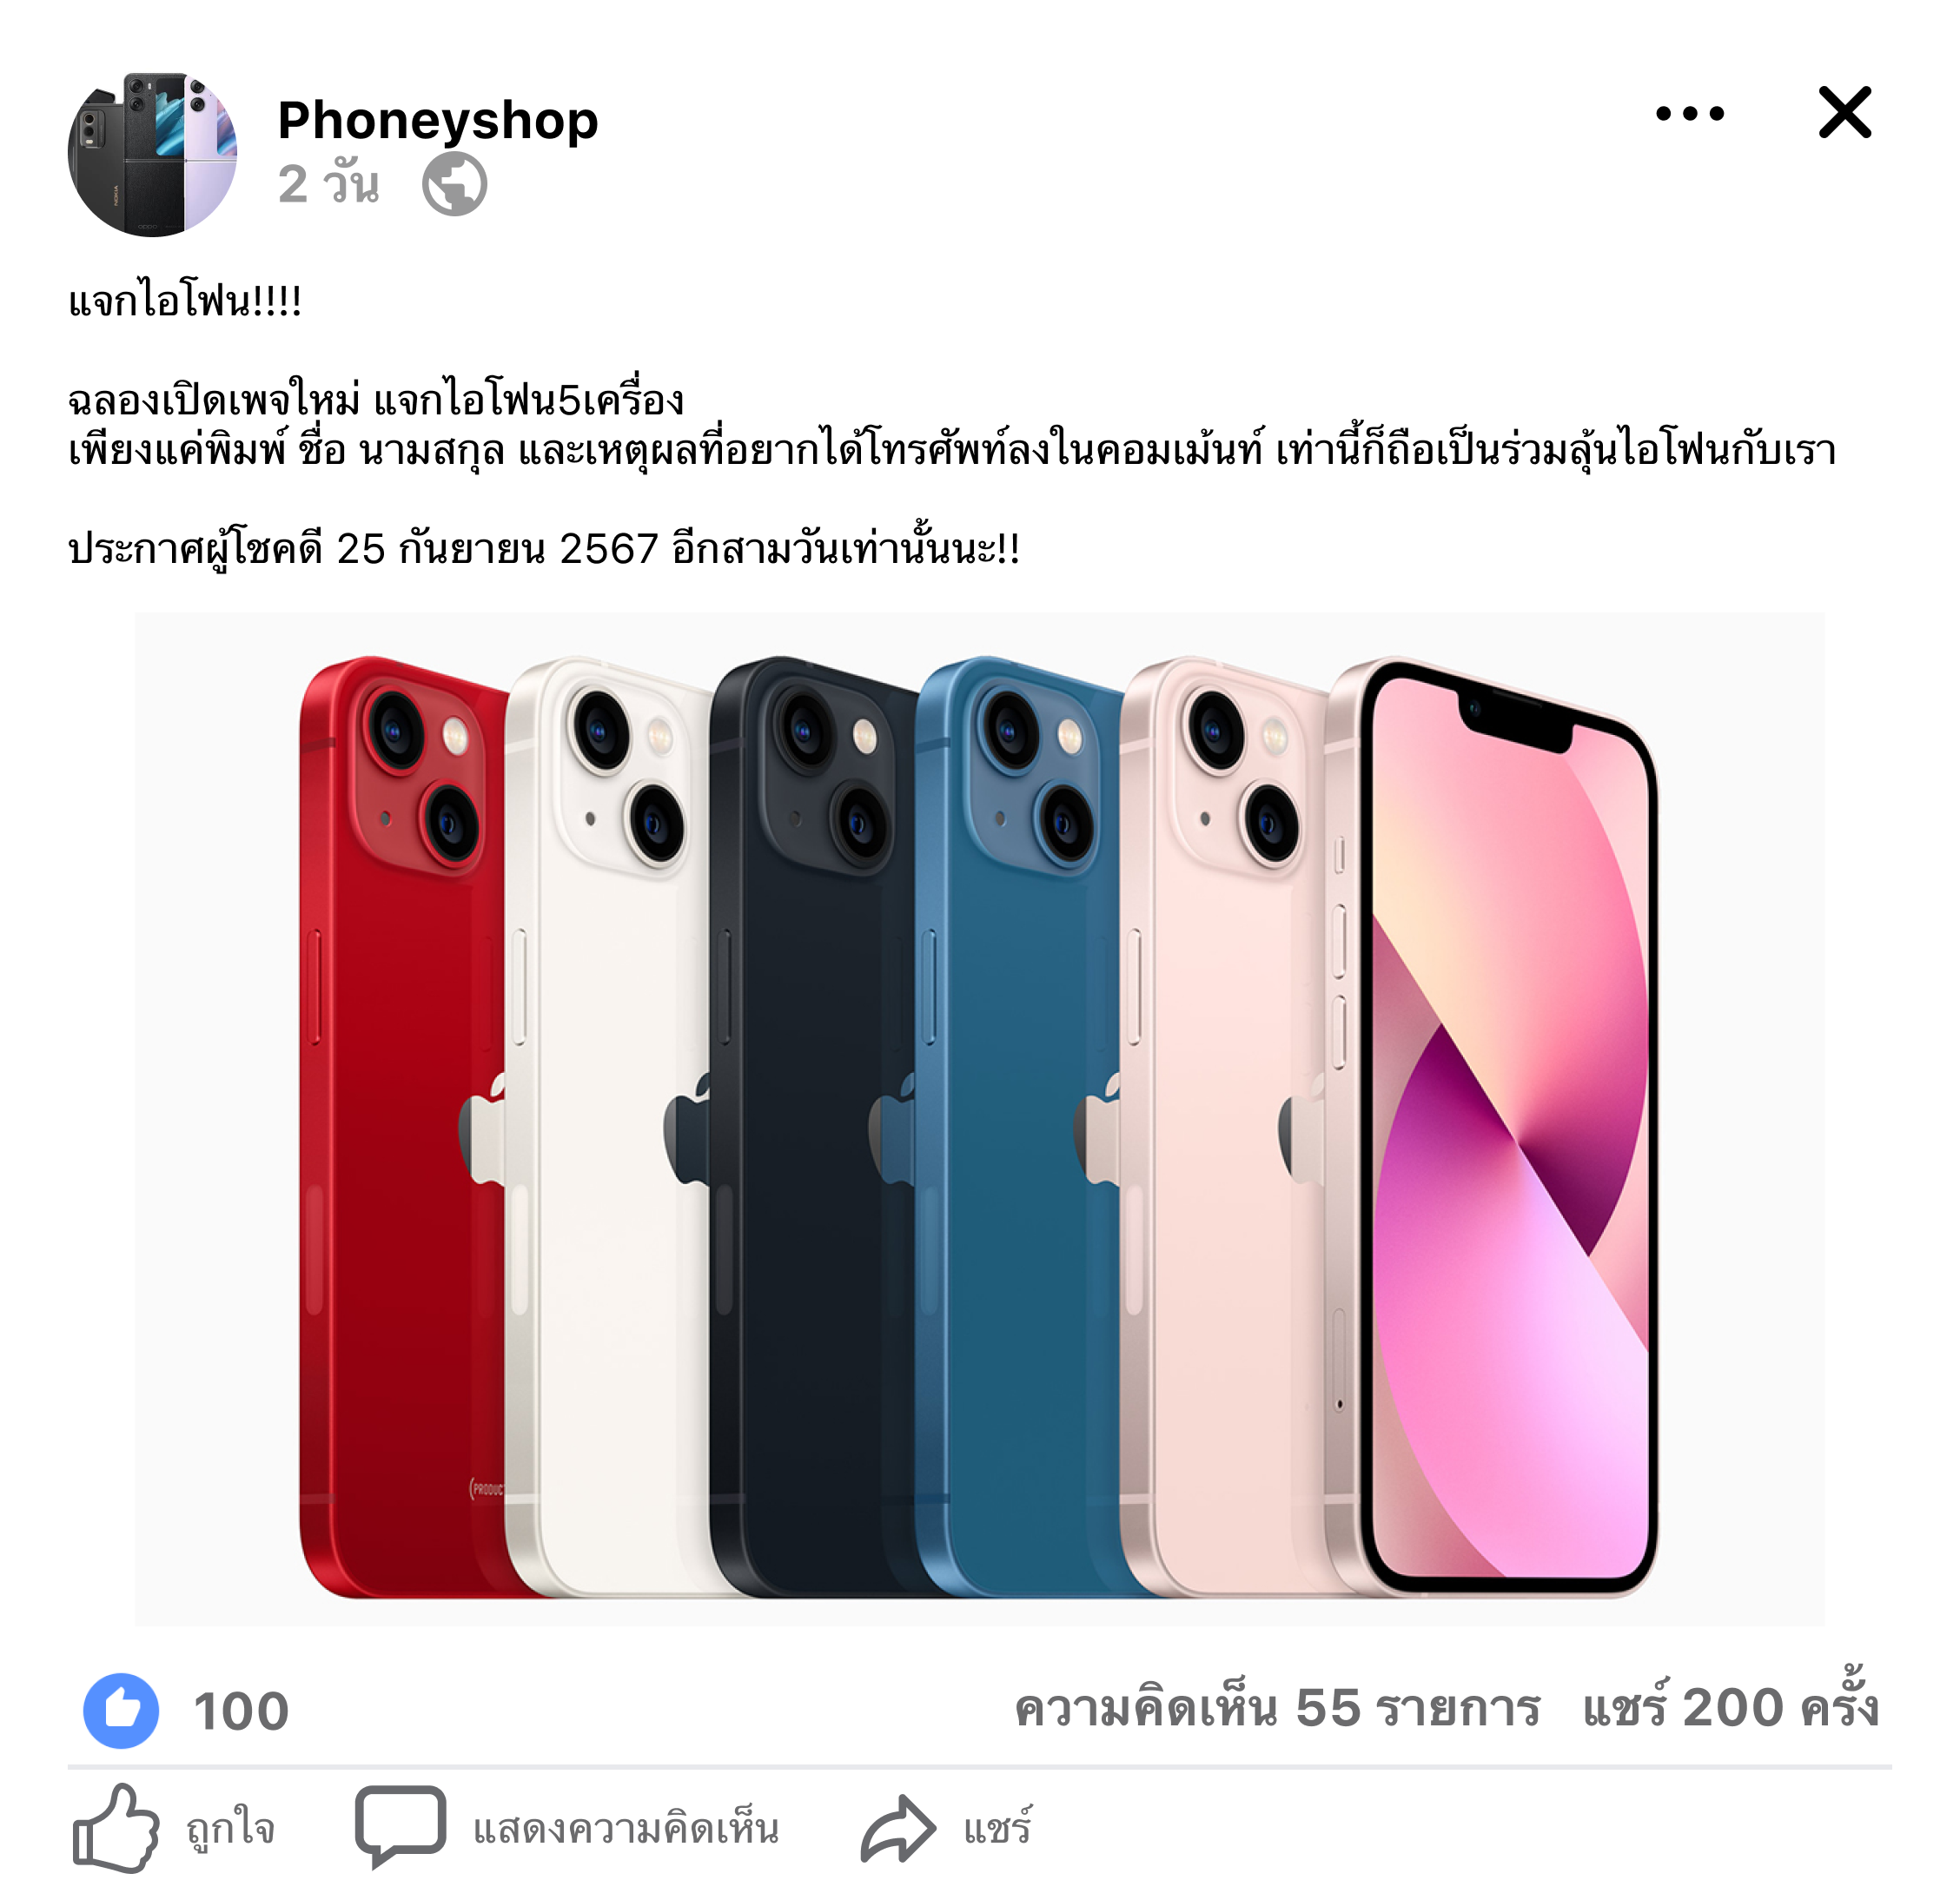 Phoneyshop
2 วัน
แจกไอโฟน!!!!
ฉลองเปิดเพจใหม่ แจกไอโฟน5เครื่อง
เพียงแค่พิมพ์ ชื่อ นามสกุล และเหตุผลที่อยากได้โทรศัพท์ลงในคอมเม้นท์ เท่านี้ก็ถือเป็นร่วมลุ้นไอโฟนกับเรา
ประกาศผู้โชคดี 25 กันยายน 2567 อีกสามวันเท่านั้นนะ!!
(PRODUC
100 ความคิดเห็น 55 รายการ แชร์ 200 ครั้ง
ถูกใจ แสดงความคิดเห็น แชร์